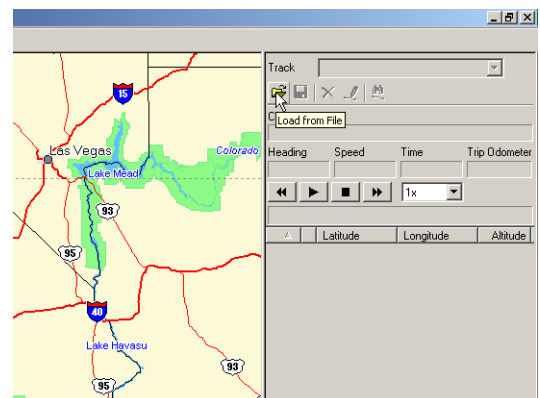 Track
15
Load from File
Las Vegas
Colorado
Lake Mead
Heading Speed Time Trip Odometer
1x
93
95
Latitude Longitude Altitude
40
Lake Havasu
93
95